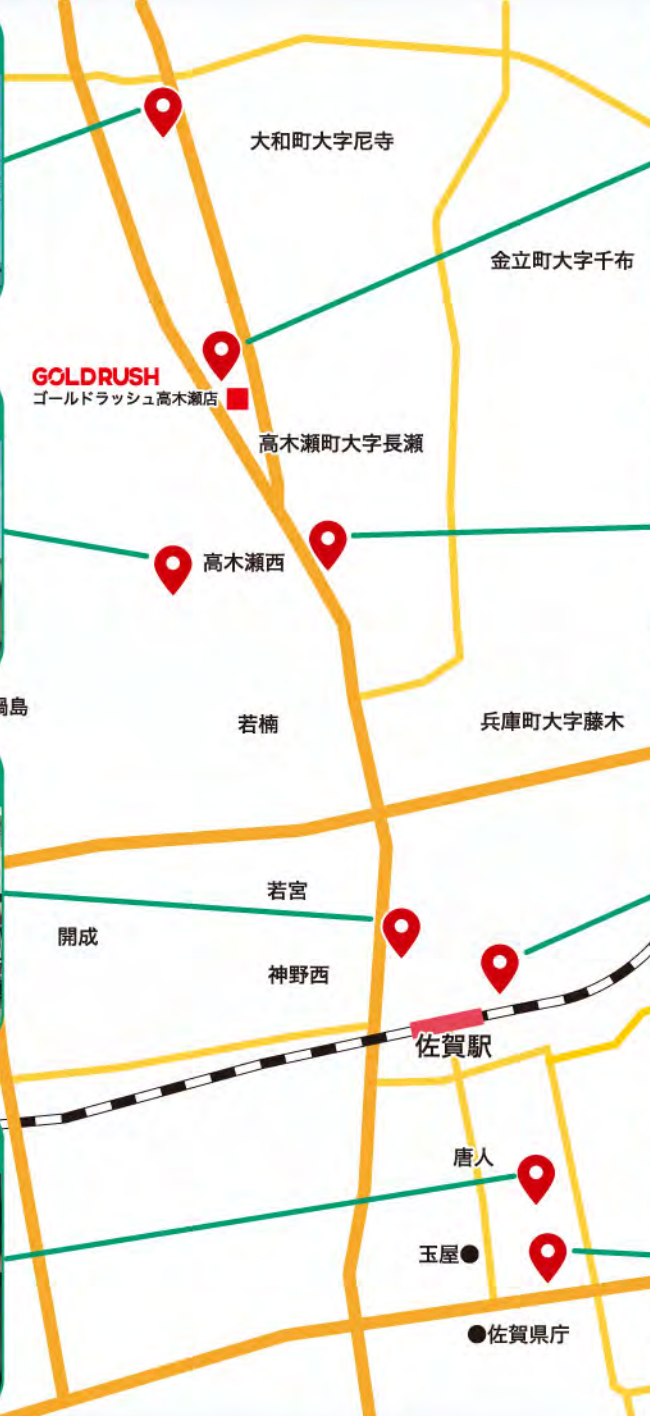 大和町大字尼寺
金立町大字千布
GOLD RUSH
ゴールドラッシュ高木瀬店
高木瀬町大字長瀬
高木瀬西
島
若楠
兵庫町大字藤木
若宮
開成
神野西
佐賀駅
唐人
玉屋
佐賀県庁